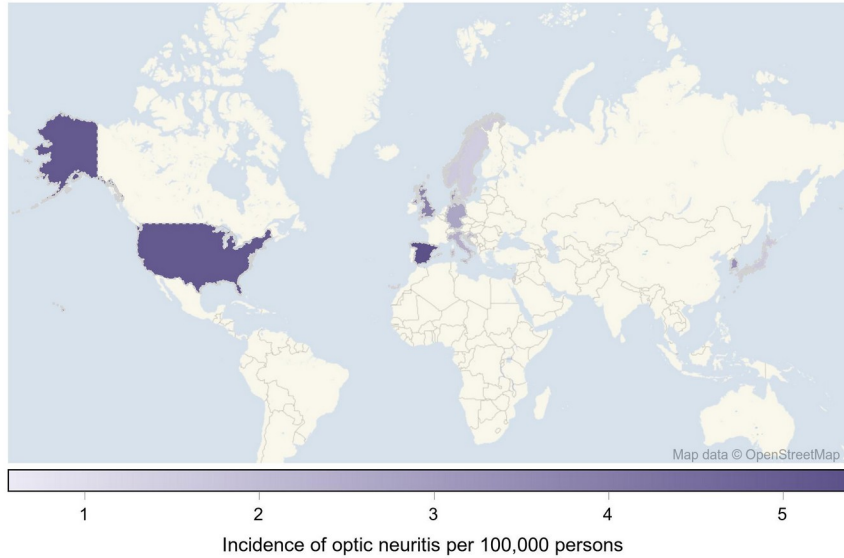 Map data © OpenStreetMap
1 2 3 4 5
Incidence of optic neuritis per 100,000 persons